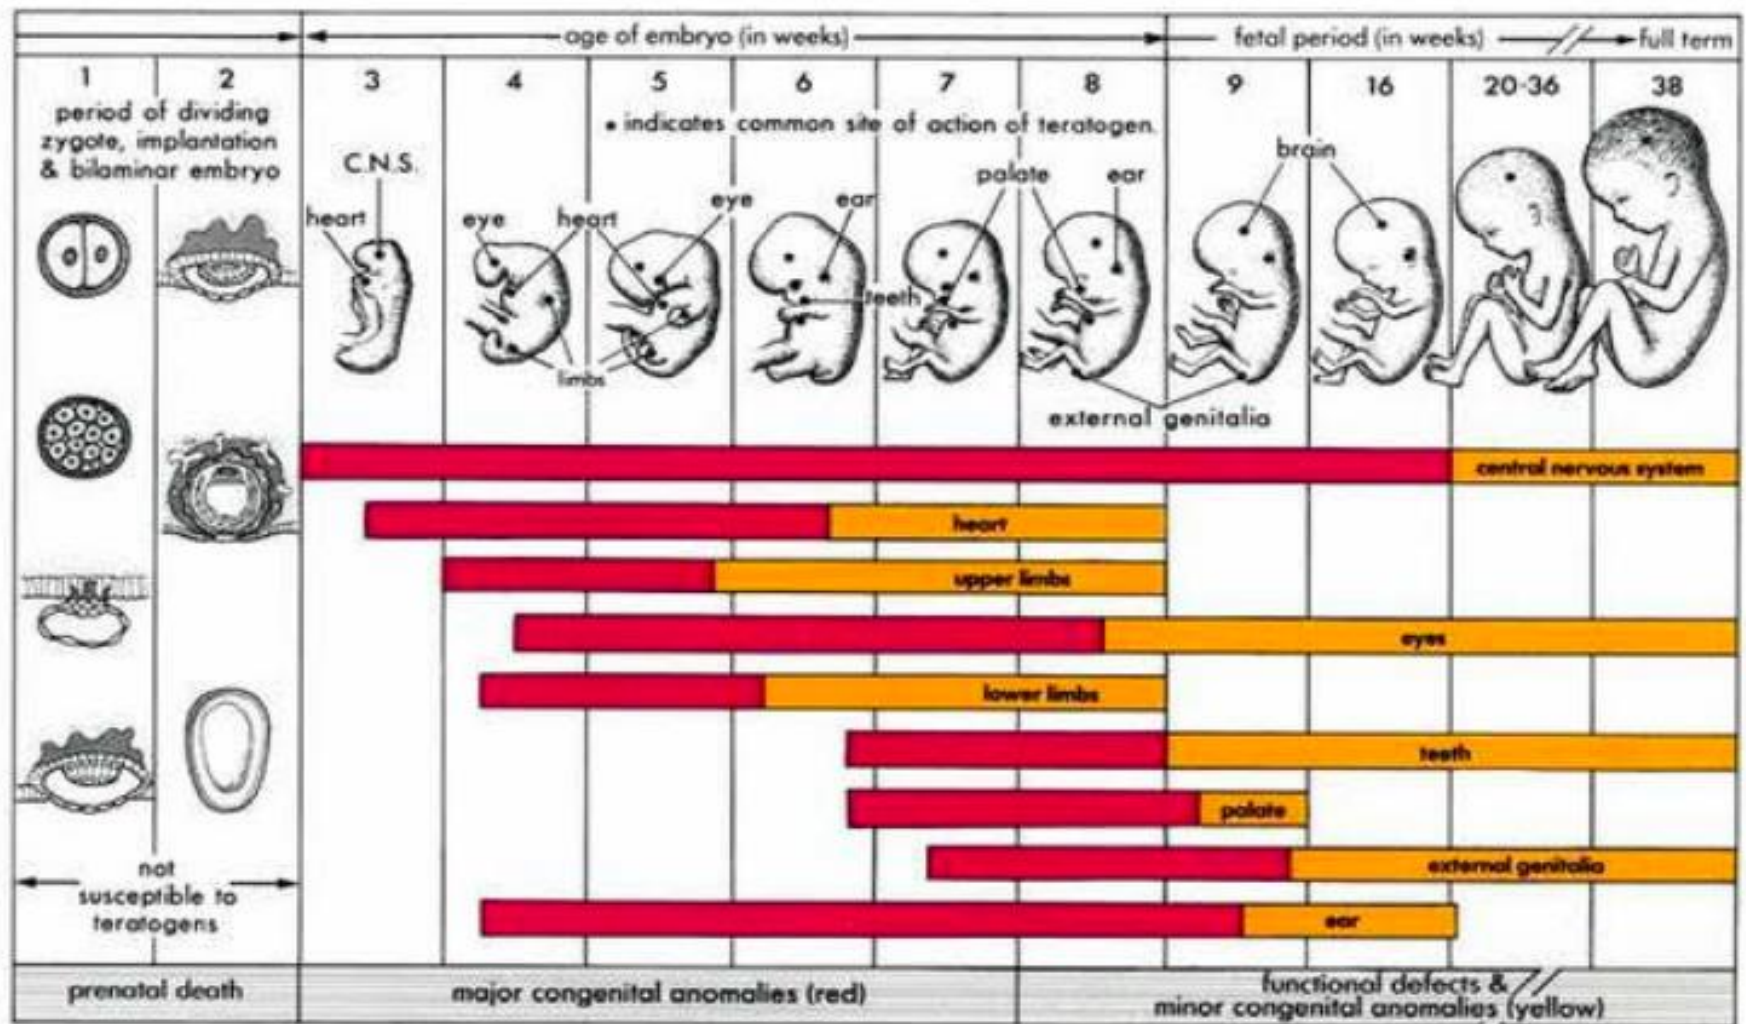 age of embryo (in weeks)
fetal period (in weeks)
full term
1
2
3
4
5
6
7
8
9
16
20-36
38
period of dividing
zygote, implantation
& bilaminar embryo
• indicates common site of action of teratogen.
C.N.S.
heart
eye
heart
eye
ear
palate
ear
brain
teeth
limbs
external genitalia
central nervous system
heart
upper limbs
eyes
lower limbs
teeth
palate
external genitalia
ear
not
susceptible to
teratogens
prenatal death
major congenital anomalies (red)
functional defects &
minor congenital anomalies (yellow)